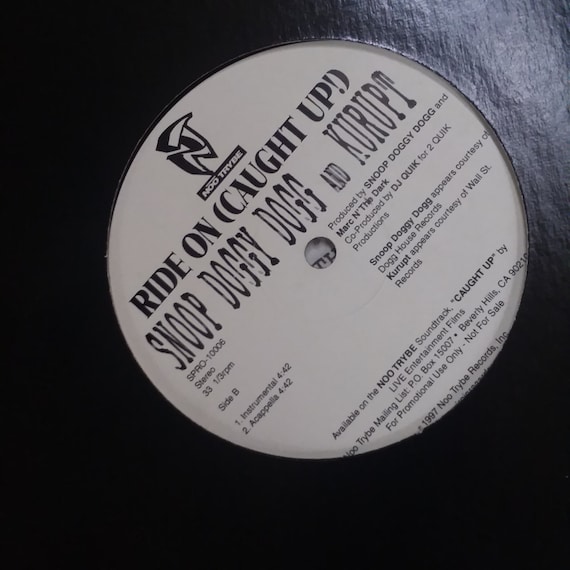 NOO TRYBE
RIDE ON (CAUGHT UP!)
SNOOP DOGGY DOGG AND KURUPT
Produced by SNOOP DOGGY DOGG and
Marc N' The Dark
Co-Produced by DJ QUIK for 2 QUIK
Productions
Snoop Doggy Dogg appears courtesy of
Dogg House Records
Kurupt appears courtesy of Wall St.
Records
SPRO-10006
Stereo
33 1/3rpm
Side B
1. Instrumental 4:42
2. Acappella 4:42
Available on the NOO TRYBE Soundtrack, "CAUGHT UP" by
LIVE Entertainment Films
Noo Trybe Mailing List: P.O. Box 15007 • Beverly Hills, CA 90210
For Promotional Use Only - Not For Sale
1997 Noo Trybe Records, Inc.